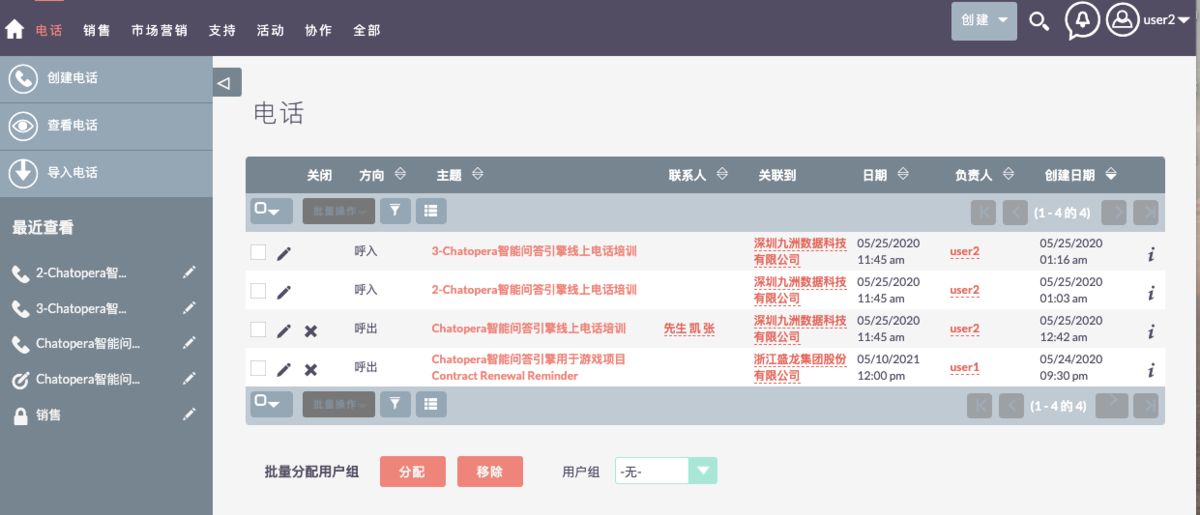 电话 销售 市场营销 支持 活动 协作 全部 创建 user2
创建电话
查看电话
导入电话
最近查看
2-Chatopera智...
3-Chatopera智...
Chatopera智能问...
Chatopera智能问...
销售
电话
关闭 方向 主题 联系人 关联到 日期 负责人 创建日期
批量操作 (1 - 4 的 4)
呼入 3-Chatopera智能问答引擎线上电话培训 深圳九洲数据科技 05/25/2020 user2 05/25/2020
有限公司 11:45 am 01:16 am
呼入 2-Chatopera智能问答引擎线上电话培训 深圳九洲数据科技 05/25/2020 user2 05/25/2020
有限公司 11:45 am 01:03 am
呼出 Chatopera智能问答引擎线上电话培训 先生 凯 张 深圳九洲数据科技 05/25/2020 user2 05/25/2020
有限公司 11:45 am 12:42 am
呼出 Chatopera智能问答引擎用于游戏项目 浙江盛龙集团股份 05/10/2021 user1 05/24/2020
Contract Renewal Reminder 有限公司 12:00 pm 09:30 pm
批量操作 (1 - 4 的 4)
批量分配用户组 分配 移除 用户组 -无-